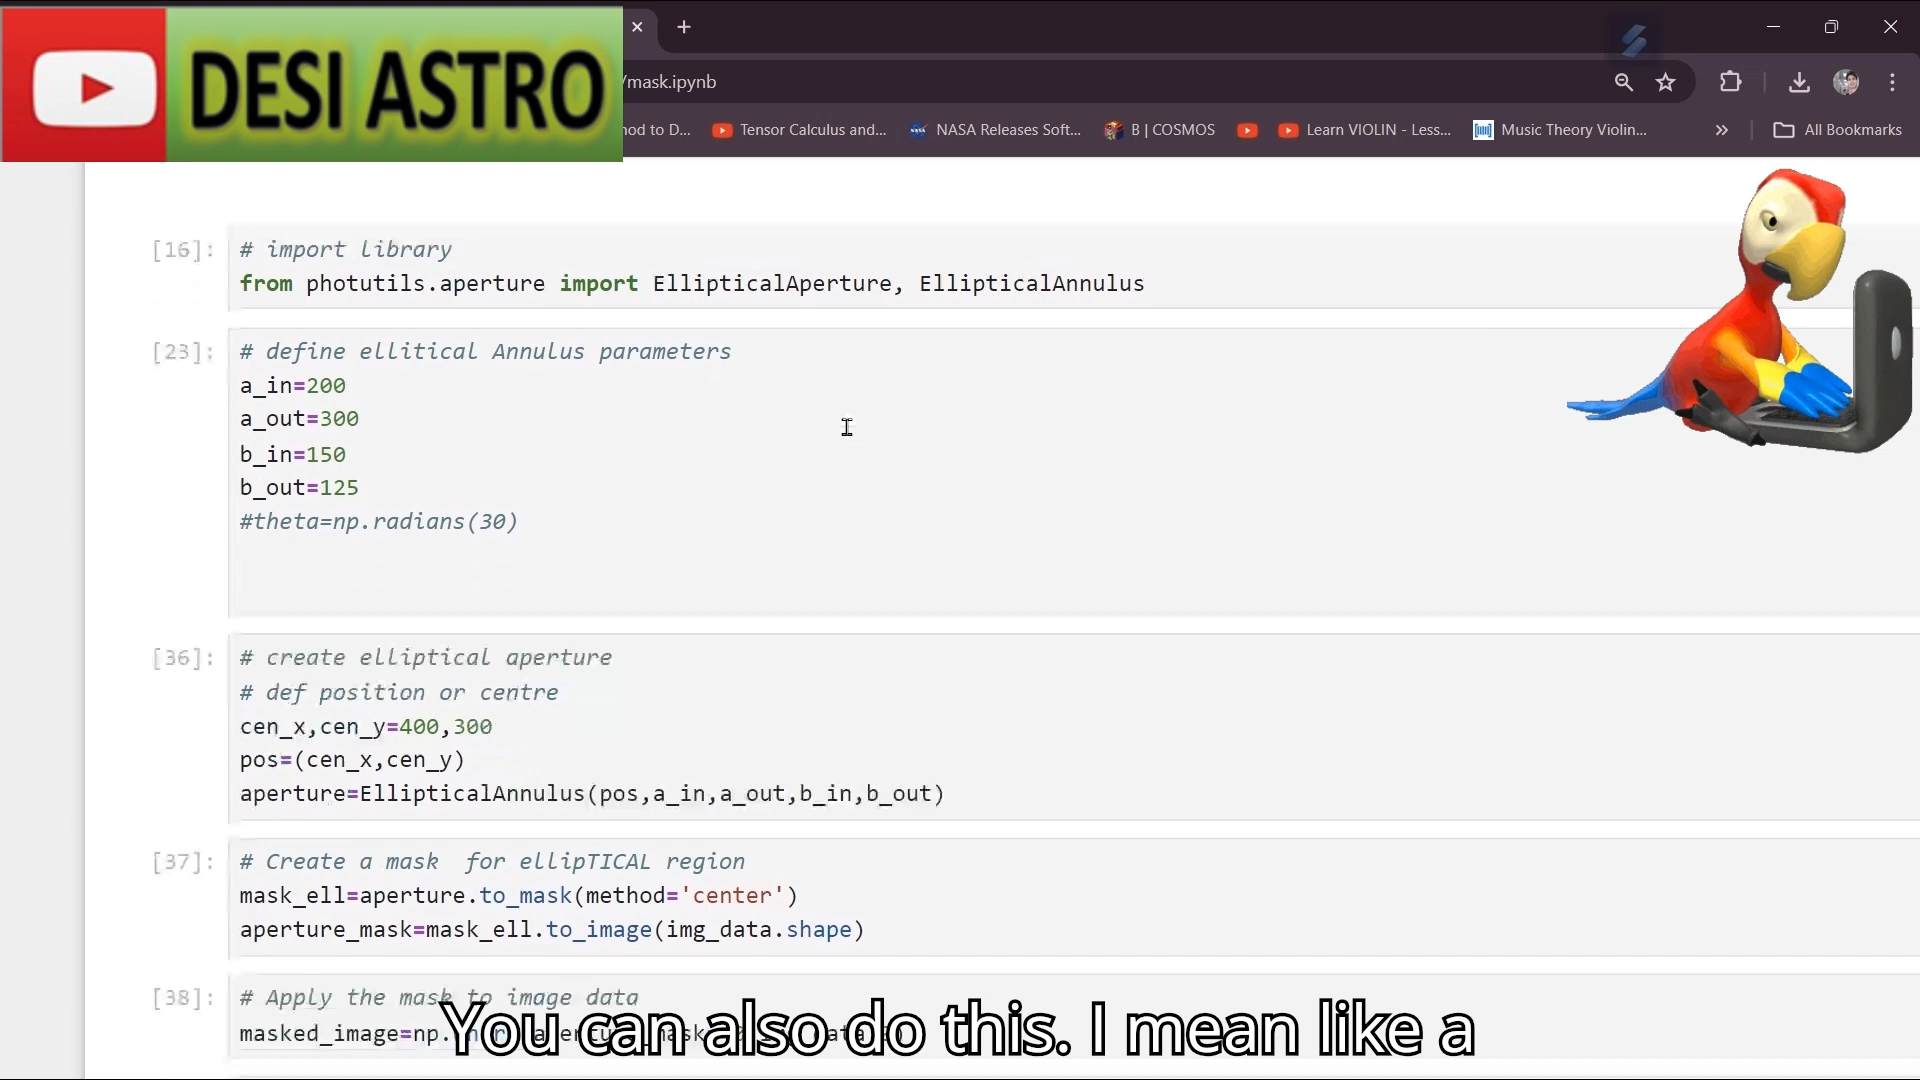 DESI ASTRO
/mask.ipynb
nod to D...
Tensor Calculus and...
NASA Releases Soft...
B | COSMOS
Learn VIOLIN - Less...
Music Theory Violin...
All Bookmarks
[16]:
# import library
from photutils.aperture import EllipticalAperture, EllipticalAnnulus
[23]:
# define ellitical Annulus parameters
a_in=200
a_out=300
b_in=150
b_out=125
#theta=np.radians(30)
[36]:
# create elliptical aperture
# def position or centre
cen_x,cen_y=400,300
pos=(cen_x,cen_y)
aperture=EllipticalAnnulus(pos,a_in,a_out,b_in,b_out)
[37]:
# Create a mask  for ellipTICAL region
mask_ell=aperture.to_mask(method='center')
aperture_mask=mask_ell.to_image(img_data.shape)
[38]:
# Apply the mask to image data
masked_image=np.
You can also do this. I mean like a